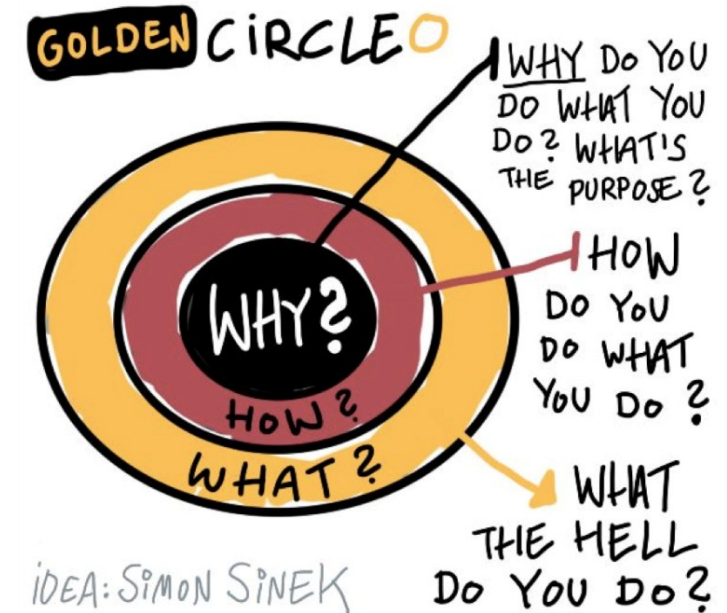 GOLDEN CiRCLE
WHY DO YOU
DO WHAT YOU
DO? WHAT'S
THE PURPOSE?
HOW
DO YOU
DO WHAT
YOU DO?
WHAT
THE HELL
DO YOU DO?
WHY?
HOW?
WHAT?
iDEA: SiMON SiNEK